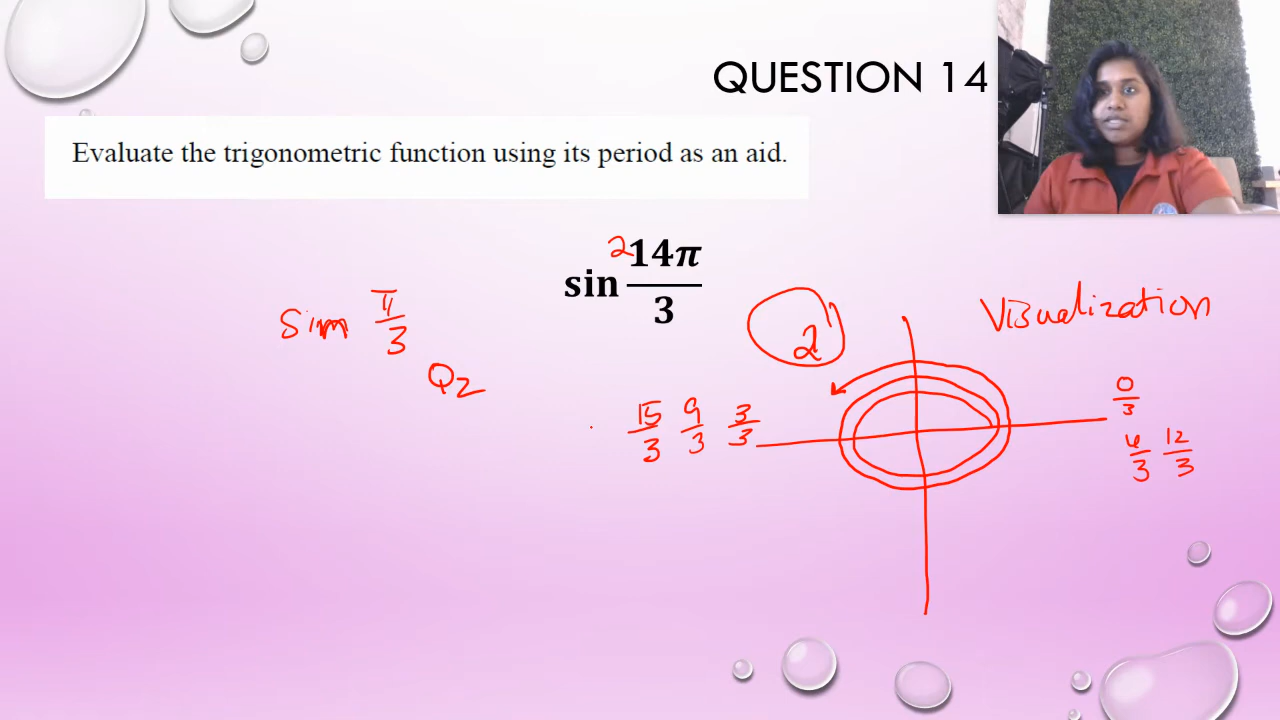 QUESTION 14
Evaluate the trigonometric function using its period as an aid.
sin 14π/3
2
Sin π/3
Q2
2
Visualization
15/3 9/3 3/3
0/3
6/3 12/3